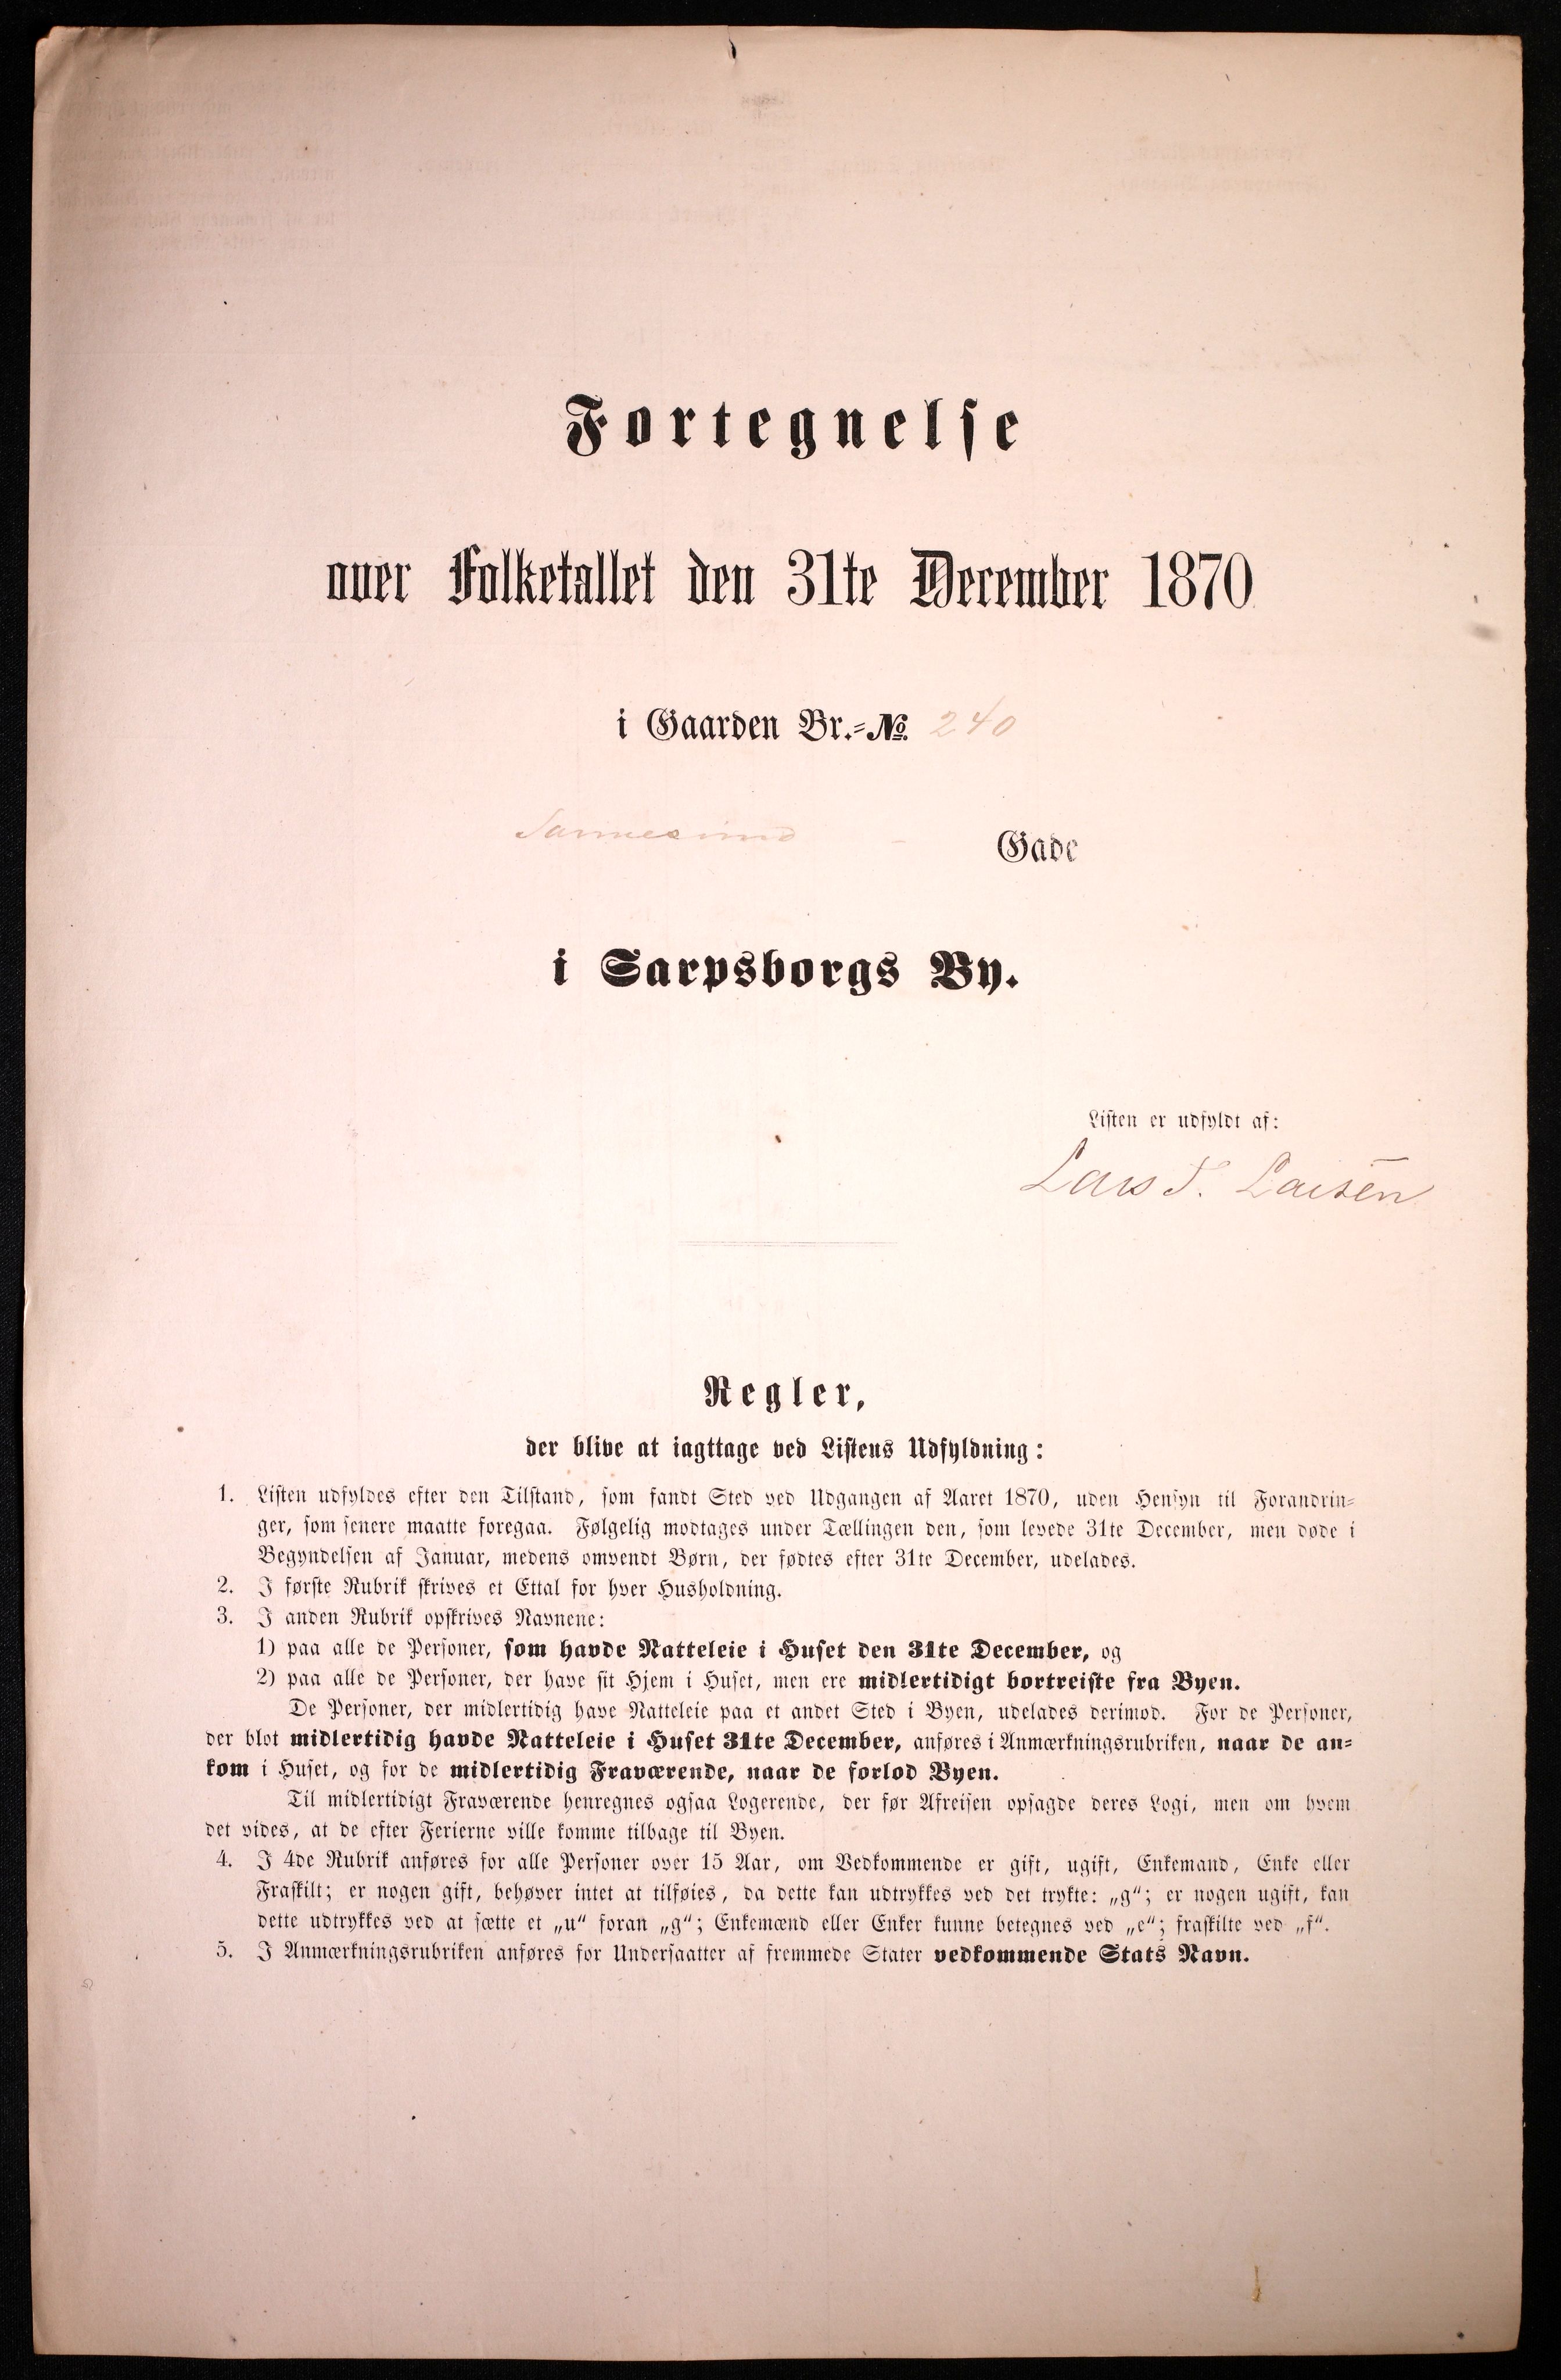 Fortegnelse
over Folketallet den 31te December 1870
i Gaarden Br.-№ 240
Sannesund - Gade
i Sarpsborgs By.
Listen er udfyldt af:
Lars T. Larsen
Regler,
der blive at iagttage ved Listens Udfyldning:
1. Listen udfyldes efter den Tilstand, som fandt Sted ved Udgangen af Aaret 1870, uden Hensyn til Forandrin-
ger, som senere maatte foregaa. Følgelig modtages under Tællingen den, som levede 31te December, men døde i
Begyndelsen af Januar, medens omvendt Børn, der fødtes efter 31te December, udelades.
2. I første Rubrik skrives et Ettal for hver Husholdning.
3. I anden Rubrik opskrives Navnene:
1) paa alle de Personer, som havde Natteleie i Huset den 31te December, og
2) paa alle de Personer, der have sit Hjem i Huset, men ere midlertidigt bortreiste fra Byen.
De Personer, der midlertidig have Natteleie paa et andet Sted i Byen, udelades derimod. For de Personer,
der blot midlertidig havde Natteleie i Huset 31te December, anføres i Anmærkningsrubriken, naar de an-
kom i Huset, og for de midlertidig Fraværende, naar de forlod Byen.
Til midlertidigt Fraværende henregnes ogsaa Logerende, der før Afreisen opsagde deres Logi, men om hvem
det vides, at de efter Ferierne ville komme tilbage til Byen.
4. I 4de Rubrik anføres for alle Personer over 15 Aar, om Vedkommende er gift, ugift, Enkemand, Enke eller
Fraskilt; er nogen gift, behøver intet at tilføies, da dette kan udtrykkes ved det trykte: „g“; er nogen ugift, kan
dette udtrykkes ved at sætte et „u“ foran „g“; Enkemænd eller Enker kunne betegnes ved „e“; fraskilte ved „f“.
5. I Anmærkningsrubriken anføres for Undersaatter af fremmede Stater vedkommende Stats Navn.